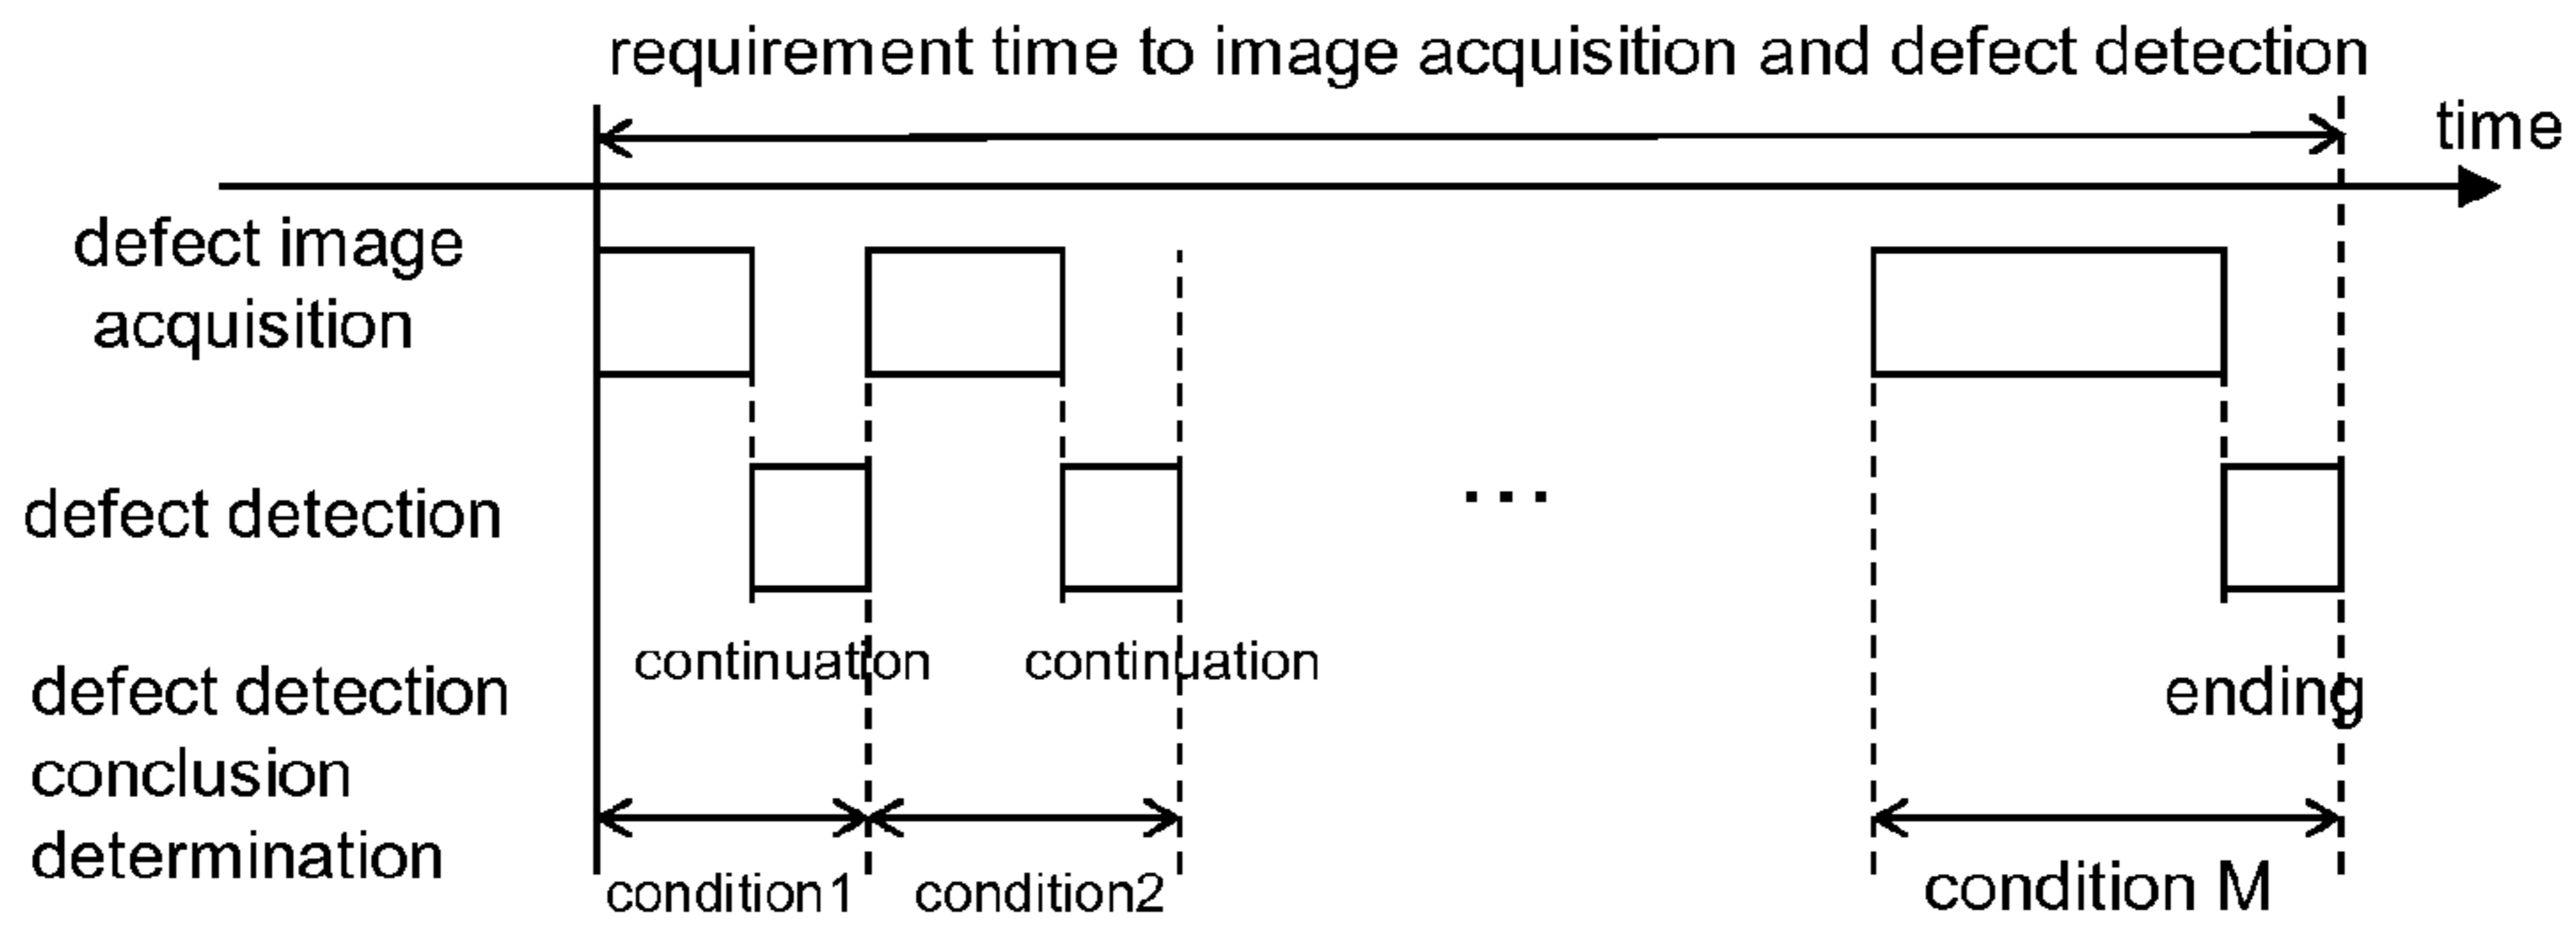 requirement time to image acquisition and defect detection
time
defect image
acquisition
defect detection
...
continuation
continuation
defect detection
conclusion
determination
ending
condition1
condition2
condition M